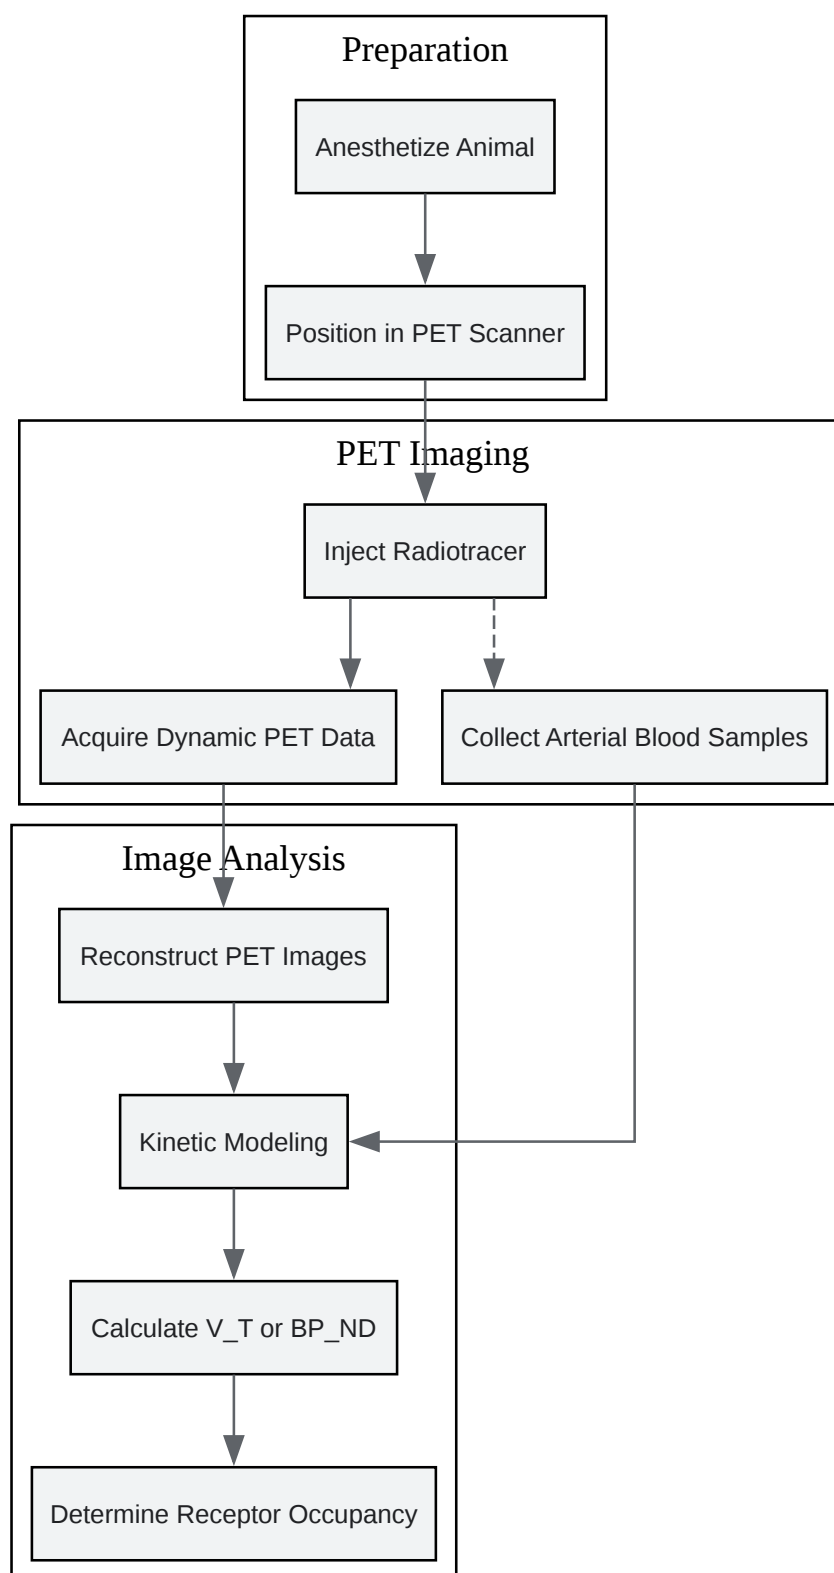 Preparation
Anesthetize Animal
Position in PET Scanner
PET Imaging
Inject Radiotracer
Acquire Dynamic PET Data
Collect Arterial Blood Samples
Image Analysis
Reconstruct PET Images
Kinetic Modeling
Calculate V_T or BP_ND
Determine Receptor Occupancy